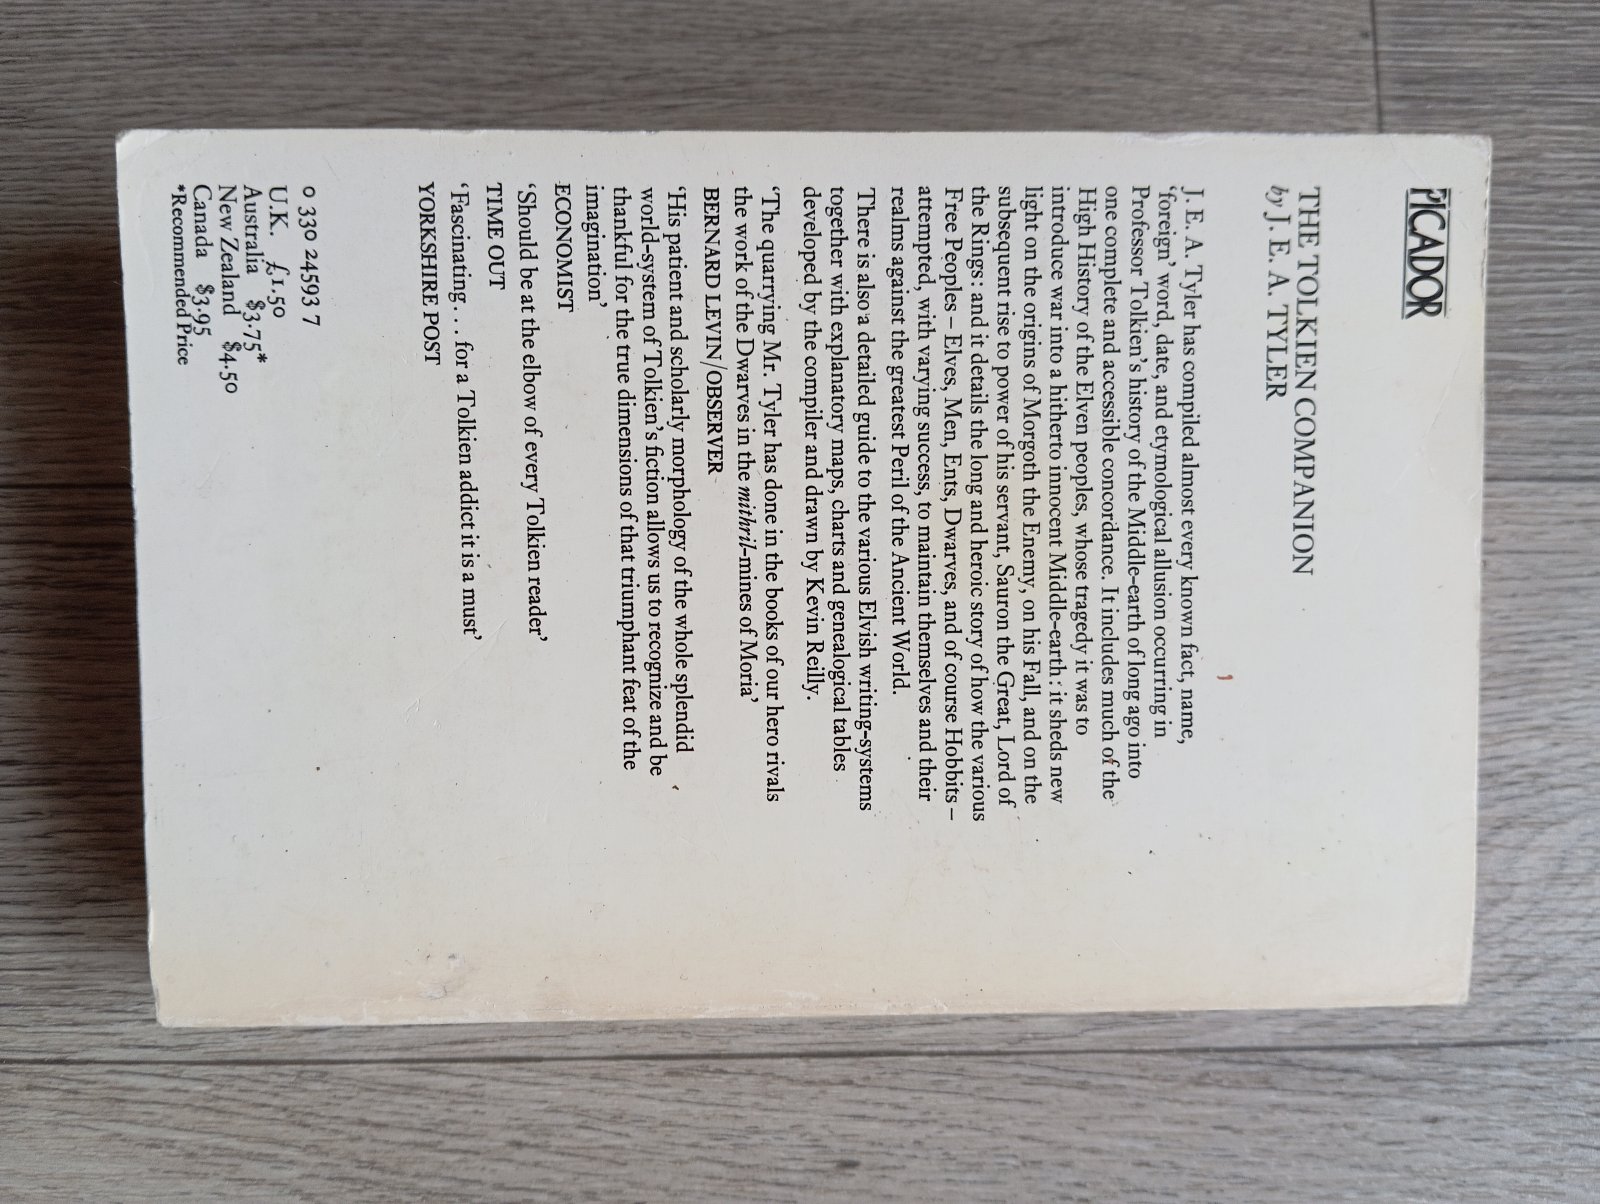 PICADOR
THE TOLKIEN COMPANION
by J. E. A. TYLER
J. E. A. Tyler has compiled almost every known fact, name,
‘foreign’ word, date, and etymological allusion occurring in
Professor Tolkien’s history of the Middle-earth of long ago into
one complete and accessible concordance. It includes much of the
High History of the Elven peoples, whose tragedy it was to
introduce war into a hitherto innocent Middle-earth: it sheds new
light on the origins of Morgoth the Enemy, on his Fall, and on the
subsequent rise to power of his servant, Sauron the Great, Lord of
the Rings: and it details the long and heroic story of how the various
Free Peoples – Elves, Men, Ents, Dwarves, and of course Hobbits –
attempted, with varying success, to maintain themselves and their
realms against the greatest Peril of the Ancient World.
There is also a detailed guide to the various Elvish writing-systems
together with explanatory maps, charts and genealogical tables
developed by the compiler and drawn by Kevin Reilly.
‘The quarrying Mr. Tyler has done in the books of our hero rivals
the work of the Dwarves in the mithril-mines of Moria’
BERNARD LEVIN/OBSERVER
‘His patient and scholarly morphology of the whole splendid
world-system of Tolkien’s fiction allows us to recognize and be
thankful for the true dimensions of that triumphant feat of the
imagination’
ECONOMIST
‘Should be at the elbow of every Tolkien reader’
TIME OUT
‘Fascinating . . . for a Tolkien addict it is a must’
YORKSHIRE POST
0 330 24593 7
U.K. £1.50
Australia $3.75*
New Zealand $4.50
Canada $3.95
*Recommended Price